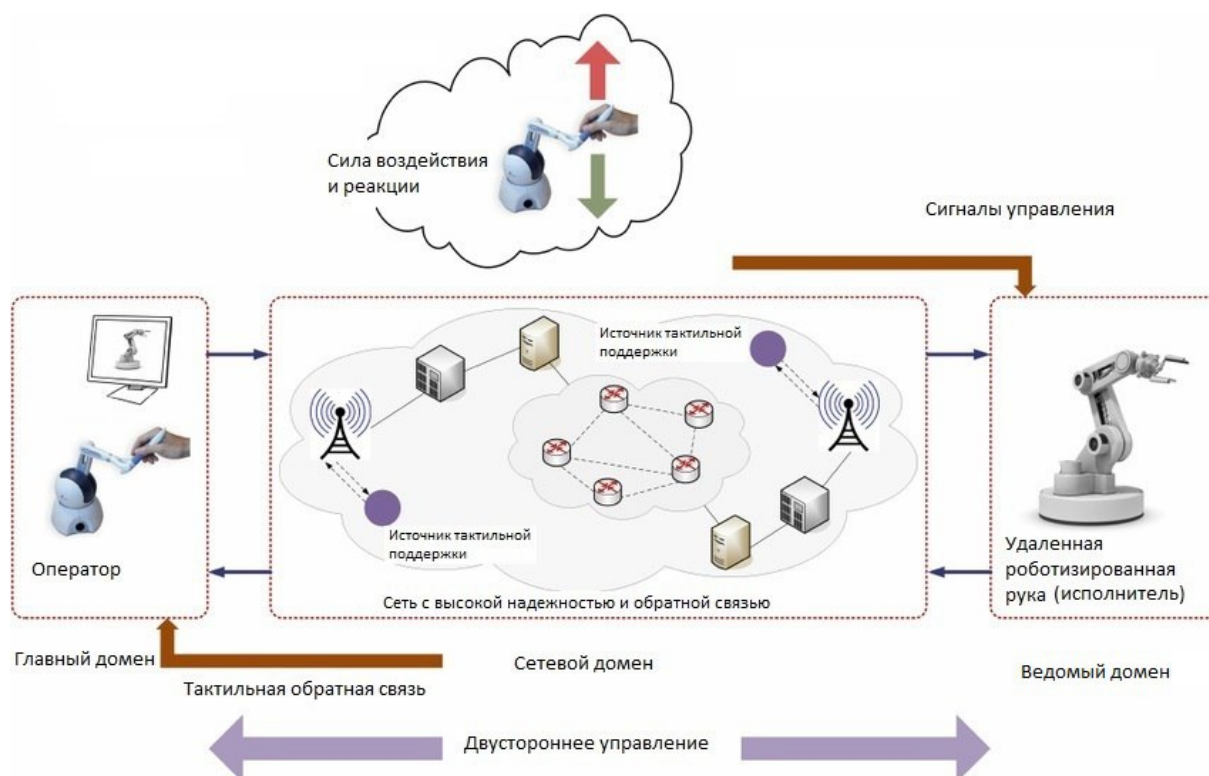 Сила воздействия
и реакции
Сигналы управления
Источник тактильной
поддержки
Источник тактильной
поддержки
Оператор
Сеть с высокой надежностью и обратной связью
Удаленная
роботизированная
рука (исполнитель)
Главный домен
Сетевой домен
Ведомый домен
Тактильная обратная связь
Двустороннее управление